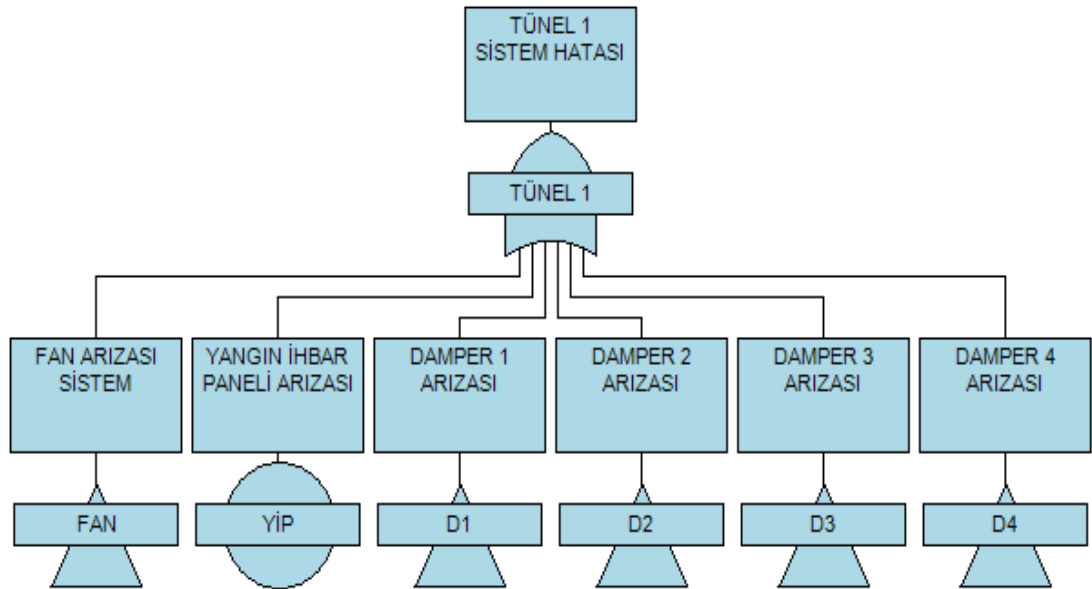 TÜNEL 1
SİSTEM HATASI
TÜNEL 1
FAN ARIZASI
SİSTEM
YANGIN İHBAR
PANELİ ARIZASI
DAMPER 1
ARIZASI
DAMPER 2
ARIZASI
DAMPER 3
ARIZASI
DAMPER 4
ARIZASI
FAN
YİP
D1
D2
D3
D4